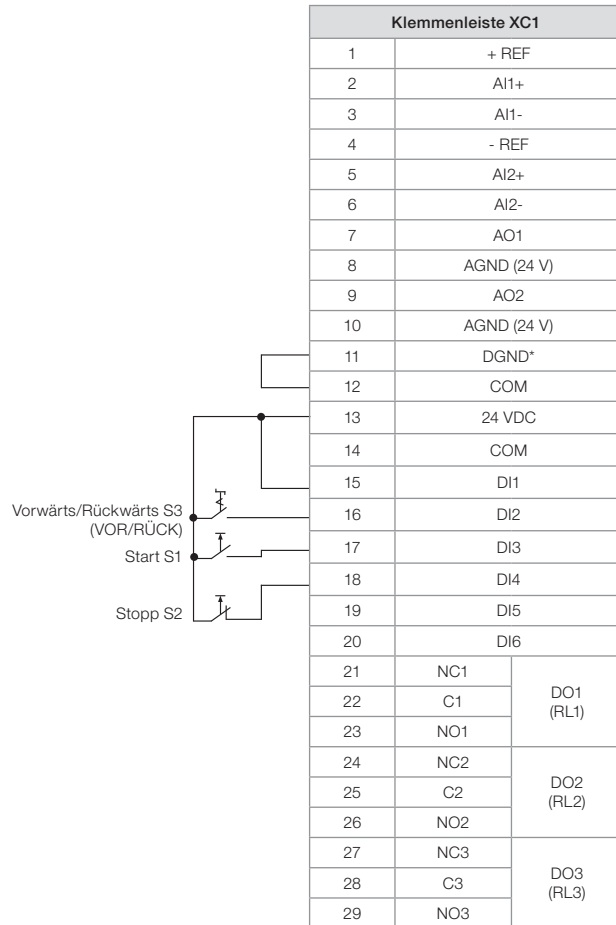 Klemmenleiste XC1
1 + REF
2 AI1+
3 AI1-
4 - REF
5 AI2+
6 AI2-
7 AO1
8 AGND (24 V)
9 AO2
10 AGND (24 V)
11 DGND*
12 COM
13 24 VDC
14 COM
15 DI1
Vorwärts/Rückwärts S3
(VOR/RÜCK)
16 DI2
Start S1
17 DI3
18 DI4
Stopp S2
19 DI5
20 DI6
21 NC1
22 C1
23 NO1
DO1
(RL1)
24 NC2
25 C2
26 NO2
DO2
(RL2)
27 NC3
28 C3
29 NO3
DO3
(RL3)